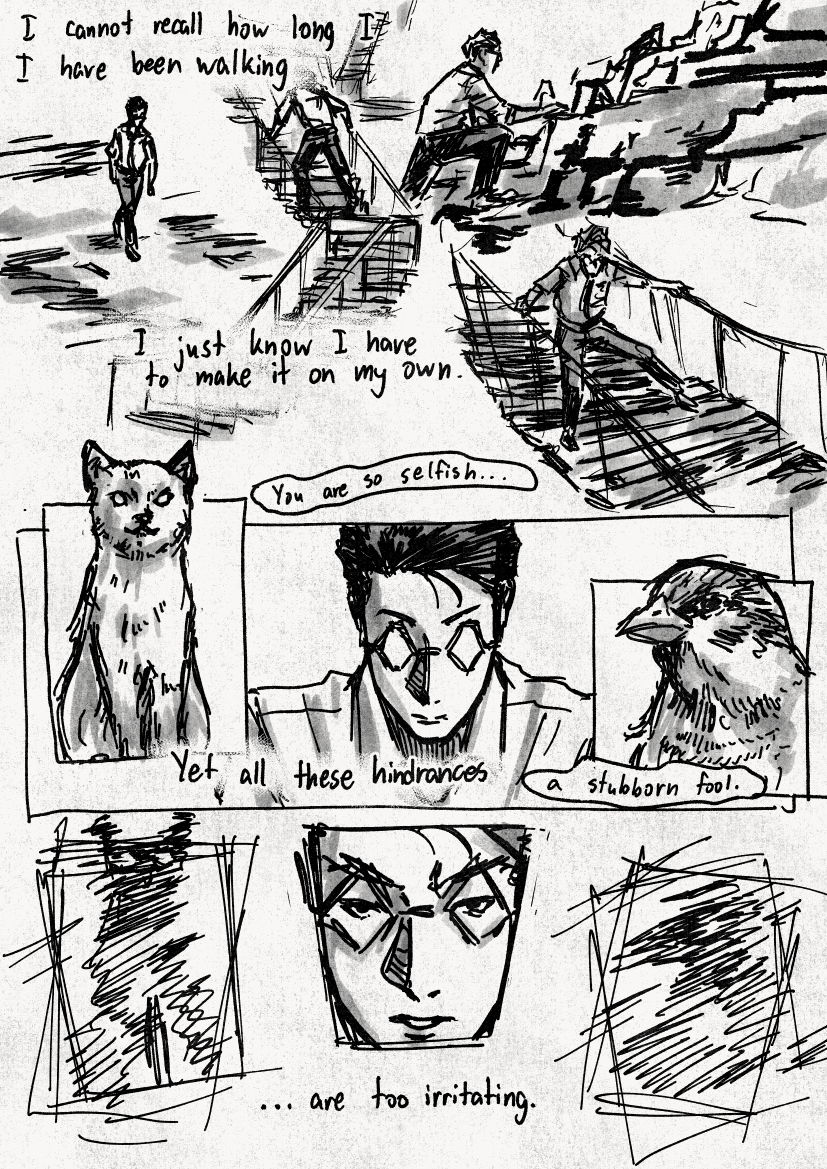 I cannot recall how long I
I have been walking
I just know I have
to make it on my own.
You are so selfish...
Yet all these hindrances
a stubborn fool.
... are too irritating.